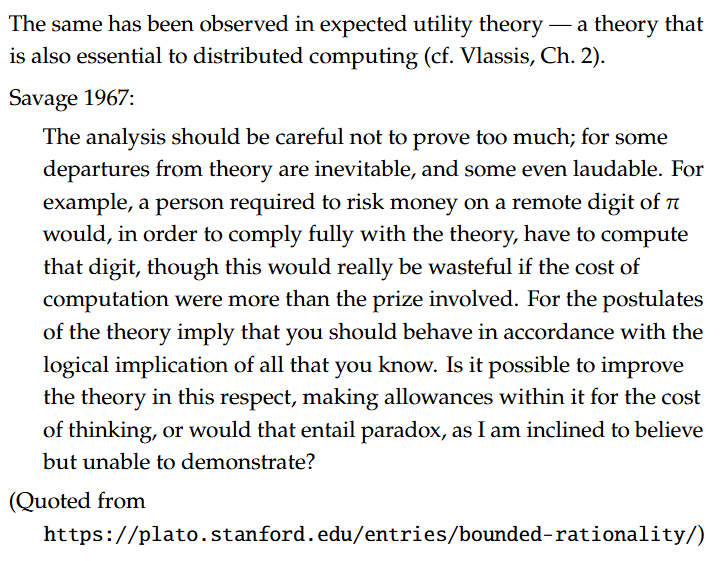 The same has been observed in expected utility theory — a theory that
is also essential to distributed computing (cf. Vlassis, Ch. 2).
Savage 1967:
The analysis should be careful not to prove too much; for some
departures from theory are inevitable, and some even laudable. For
example, a person required to risk money on a remote digit of π
would, in order to comply fully with the theory, have to compute
that digit, though this would really be wasteful if the cost of
computation were more than the prize involved. For the postulates
of the theory imply that you should behave in accordance with the
logical implication of all that you know. Is it possible to improve
the theory in this respect, making allowances within it for the cost
of thinking, or would that entail paradox, as I am inclined to believe
but unable to demonstrate?
(Quoted from
https://plato.stanford.edu/entries/bounded-rationality/)